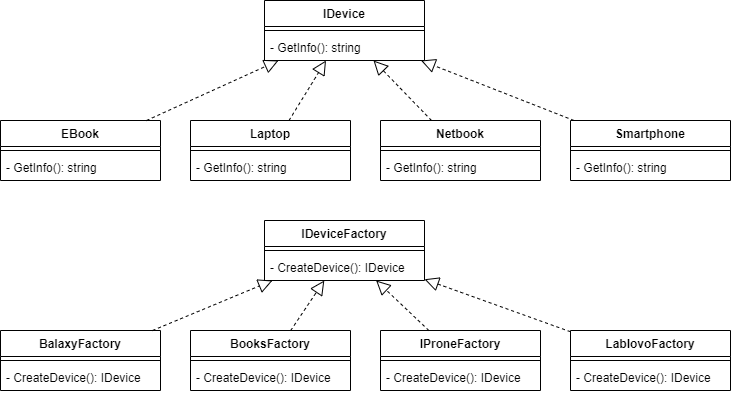 IDevice
- GetInfo(): string
EBook
Laptop
Netbook
Smartphone
- GetInfo(): string
- GetInfo(): string
- GetInfo(): string
- GetInfo(): string
IDeviceFactory
- CreateDevice(): IDevice
BalaxyFactory
BooksFactory
IProneFactory
LablovoFactory
- CreateDevice(): IDevice
- CreateDevice(): IDevice
- CreateDevice(): IDevice
- CreateDevice(): IDevice